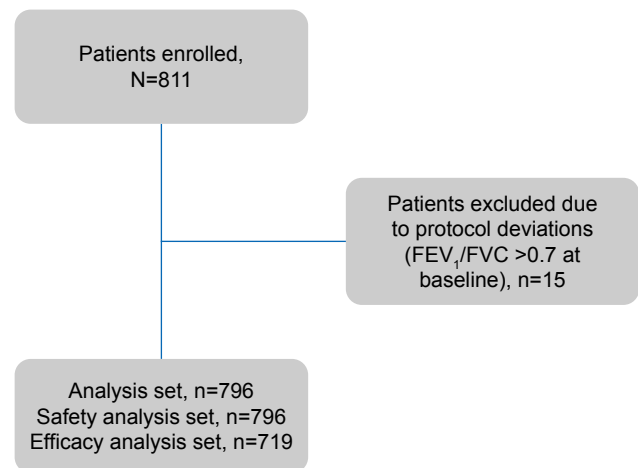 Patients enrolled,
N=811
Patients excluded due
to protocol deviations
(FEV₁/FVC >0.7 at
baseline), n=15
Analysis set, n=796
Safety analysis set, n=796
Efficacy analysis set, n=719